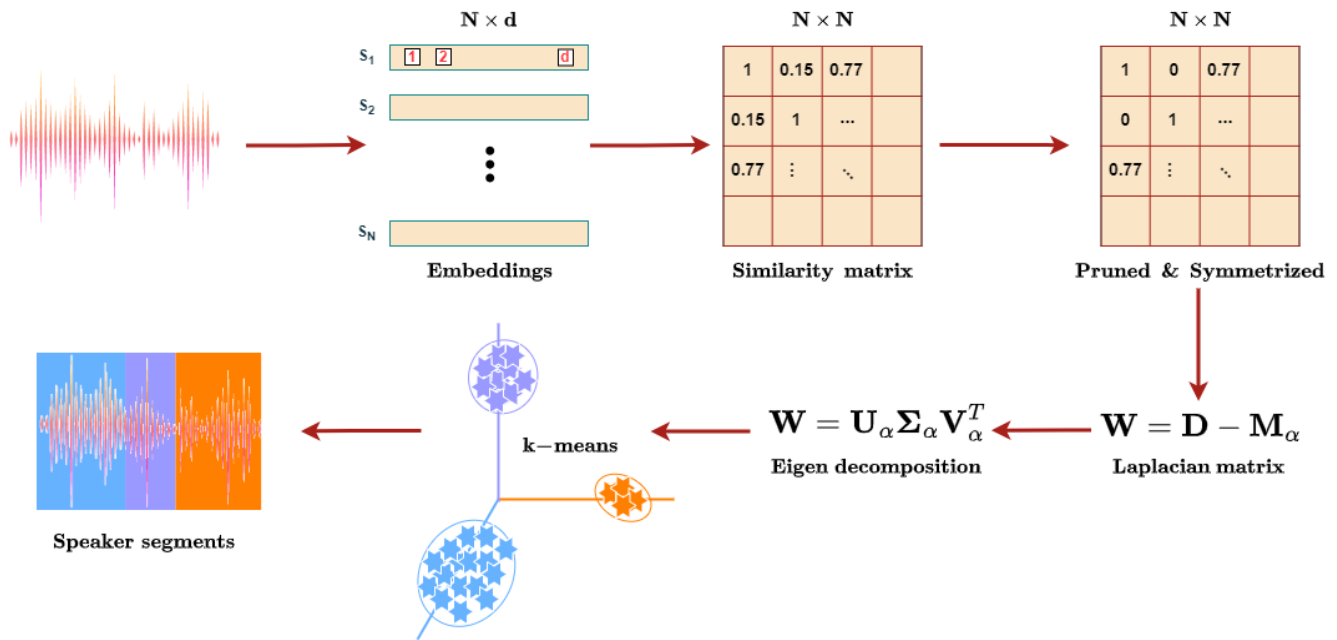 N × d
S1
1
2
d
S2
SN
Embeddings
N × N
1 0.15 0.77
0.15 1 ...
0.77 ⋮ ⋱
Similarity matrix
N × N
1 0 0.77
0 1 ...
0.77 ⋮ ⋱
Pruned & Symmetrized
W = D − Mα
Laplacian matrix
W = UαΣαVα^T
Eigen decomposition
k−means
Speaker segments